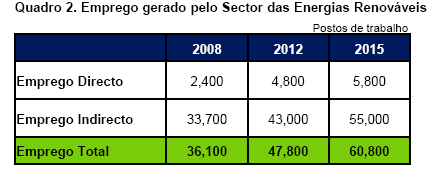 Quadro 2. Emprego gerado pelo Sector das Energias Renováveis
Postos de trabalho
2008 2012 2015
Emprego Directo 2,400 4,800 5,800
Emprego Indirecto 33,700 43,000 55,000
Emprego Total 36,100 47,800 60,800